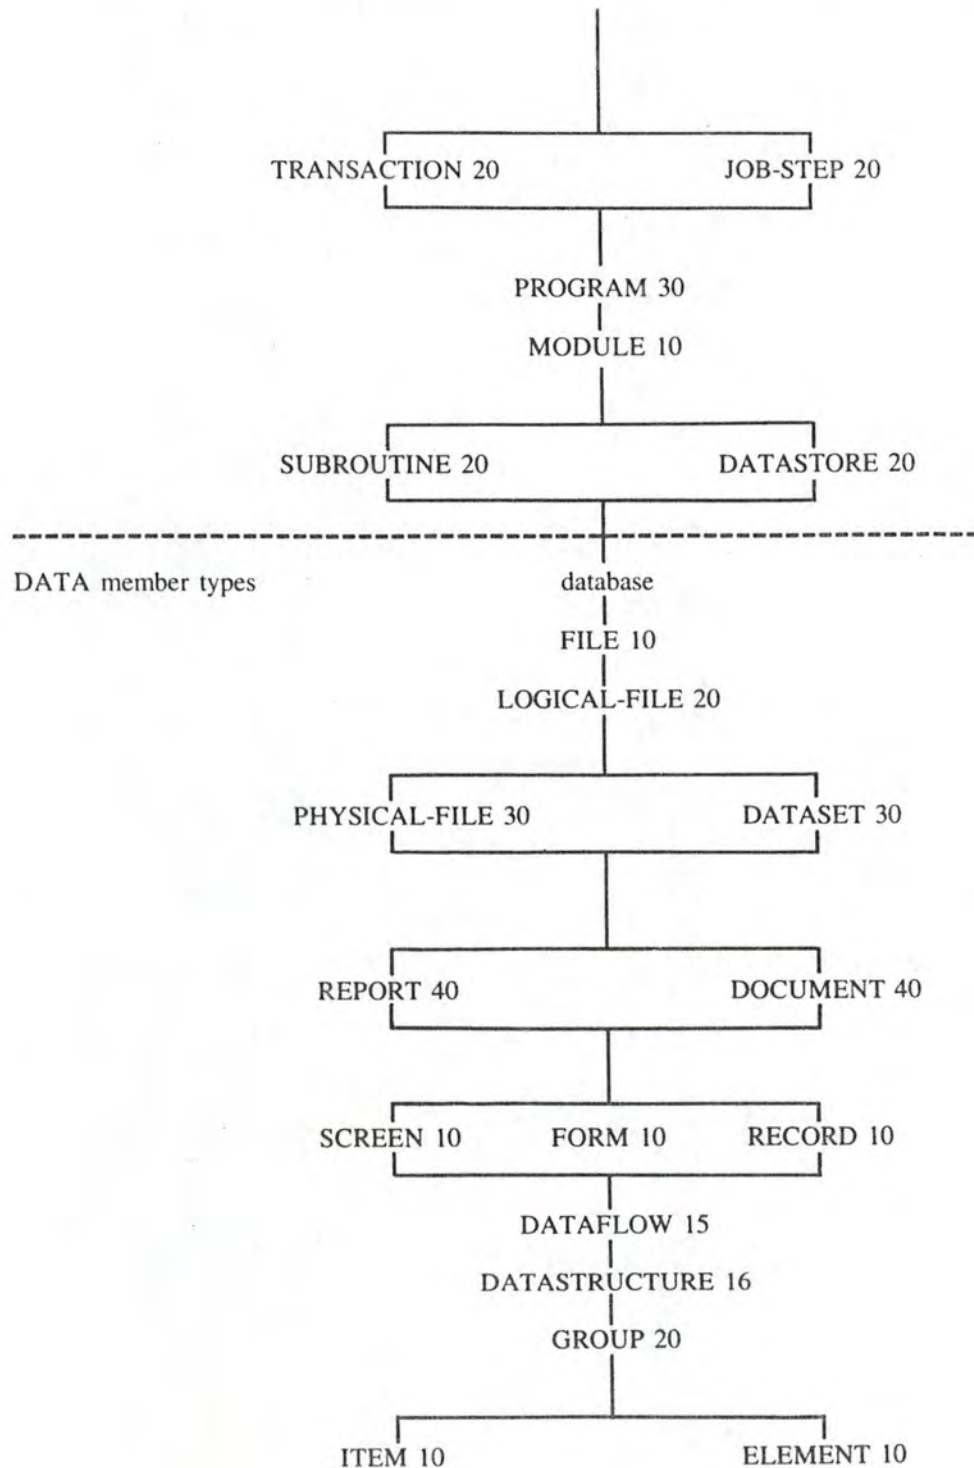 TRANSACTION 20 JOB-STEP 20
PROGRAM 30
MODULE 10
SUBROUTINE 20 DATASTORE 20
DATA member types database
FILE 10
LOGICAL-FILE 20
PHYSICAL-FILE 30 DATASET 30
REPORT 40 DOCUMENT 40
SCREEN 10 FORM 10 RECORD 10
DATAFLOW 15
DATASTRUCTURE 16
GROUP 20
ITEM 10 ELEMENT 10